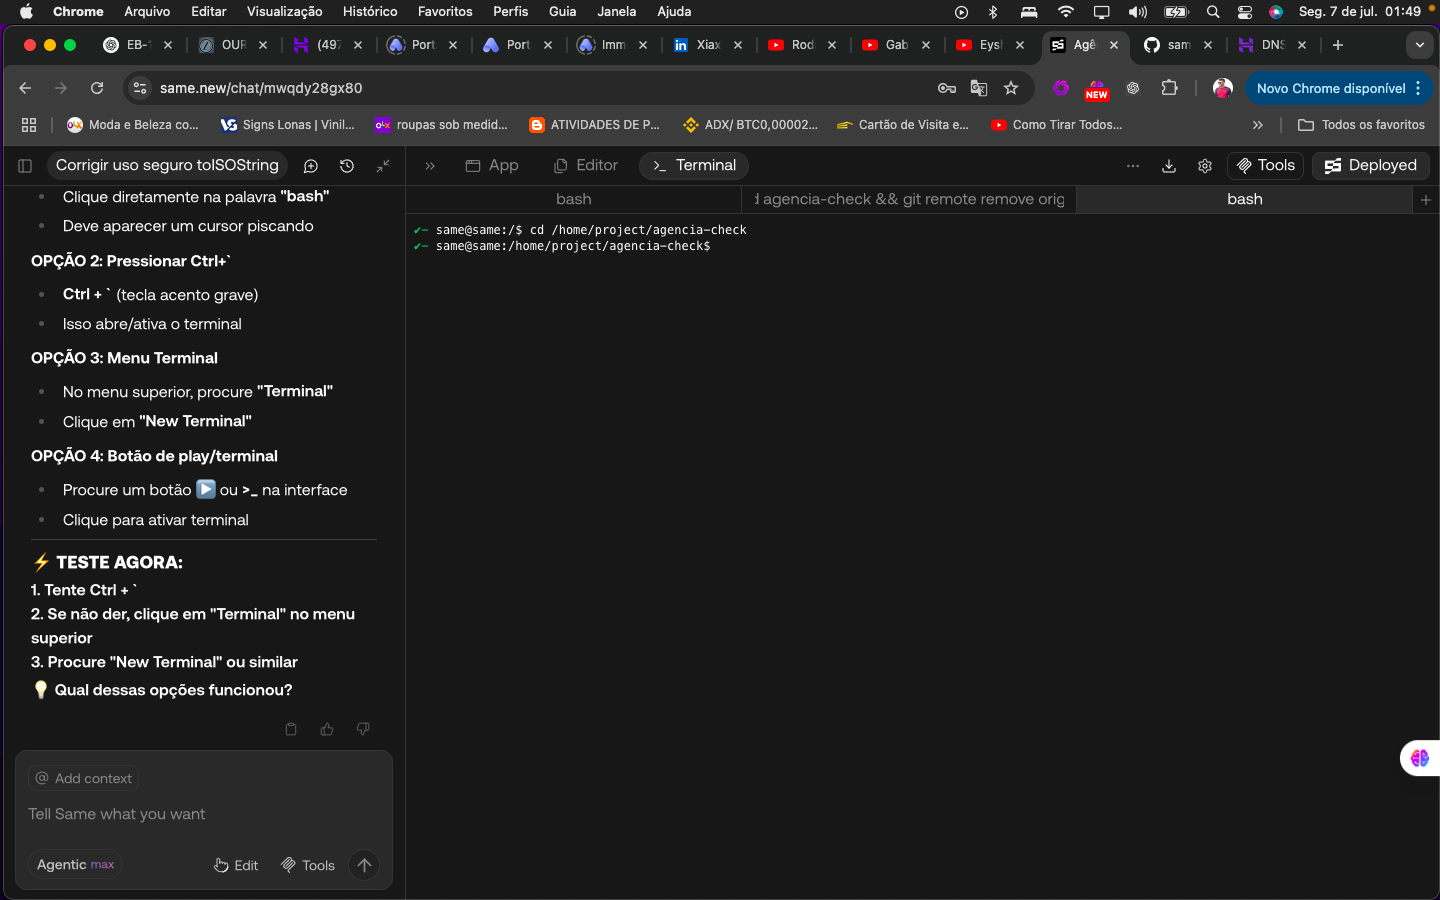 Chrome Arquivo Editar Visualização Histórico Favoritos Perfis Guia Janela Ajuda Seg. 7 de jul. 01:49
EB-1 OUR (497 Port Port Imm Xiax Rod Gab Eysh Agê sam DNS
same.new/chat/mwqdy28gx80 NEW Novo Chrome disponível
Moda e Beleza co... Signs Lonas | Vinil... roupas sob medid... ATIVIDADES DE P... ADX/ BTC0,00002... Cartão de Visita e... Como Tirar Todos... Todos os favoritos
Corrigir uso seguro toISOString App Editor Terminal Tools Deployed
bash d agencia-check && git remote remove orig bash
Clique diretamente na palavra "bash"
Deve aparecer um cursor piscando
OPÇÃO 2: Pressionar Ctrl+`
Ctrl + ` (tecla acento grave)
Isso abre/ativa o terminal
OPÇÃO 3: Menu Terminal
No menu superior, procure "Terminal"
Clique em "New Terminal"
OPÇÃO 4: Botão de play/terminal
Procure um botão ▶️ ou >_ na interface
Clique para ativar terminal
⚡ TESTE AGORA:
1. Tente Ctrl + `
2. Se não der, clique em "Terminal" no menu
superior
3. Procure "New Terminal" ou similar
💡 Qual dessas opções funcionou?
@ Add context
Tell Same what you want
Agentic max Edit Tools
✔~ same@same:/$ cd /home/project/agencia-check
✔~ same@same:/home/project/agencia-check$